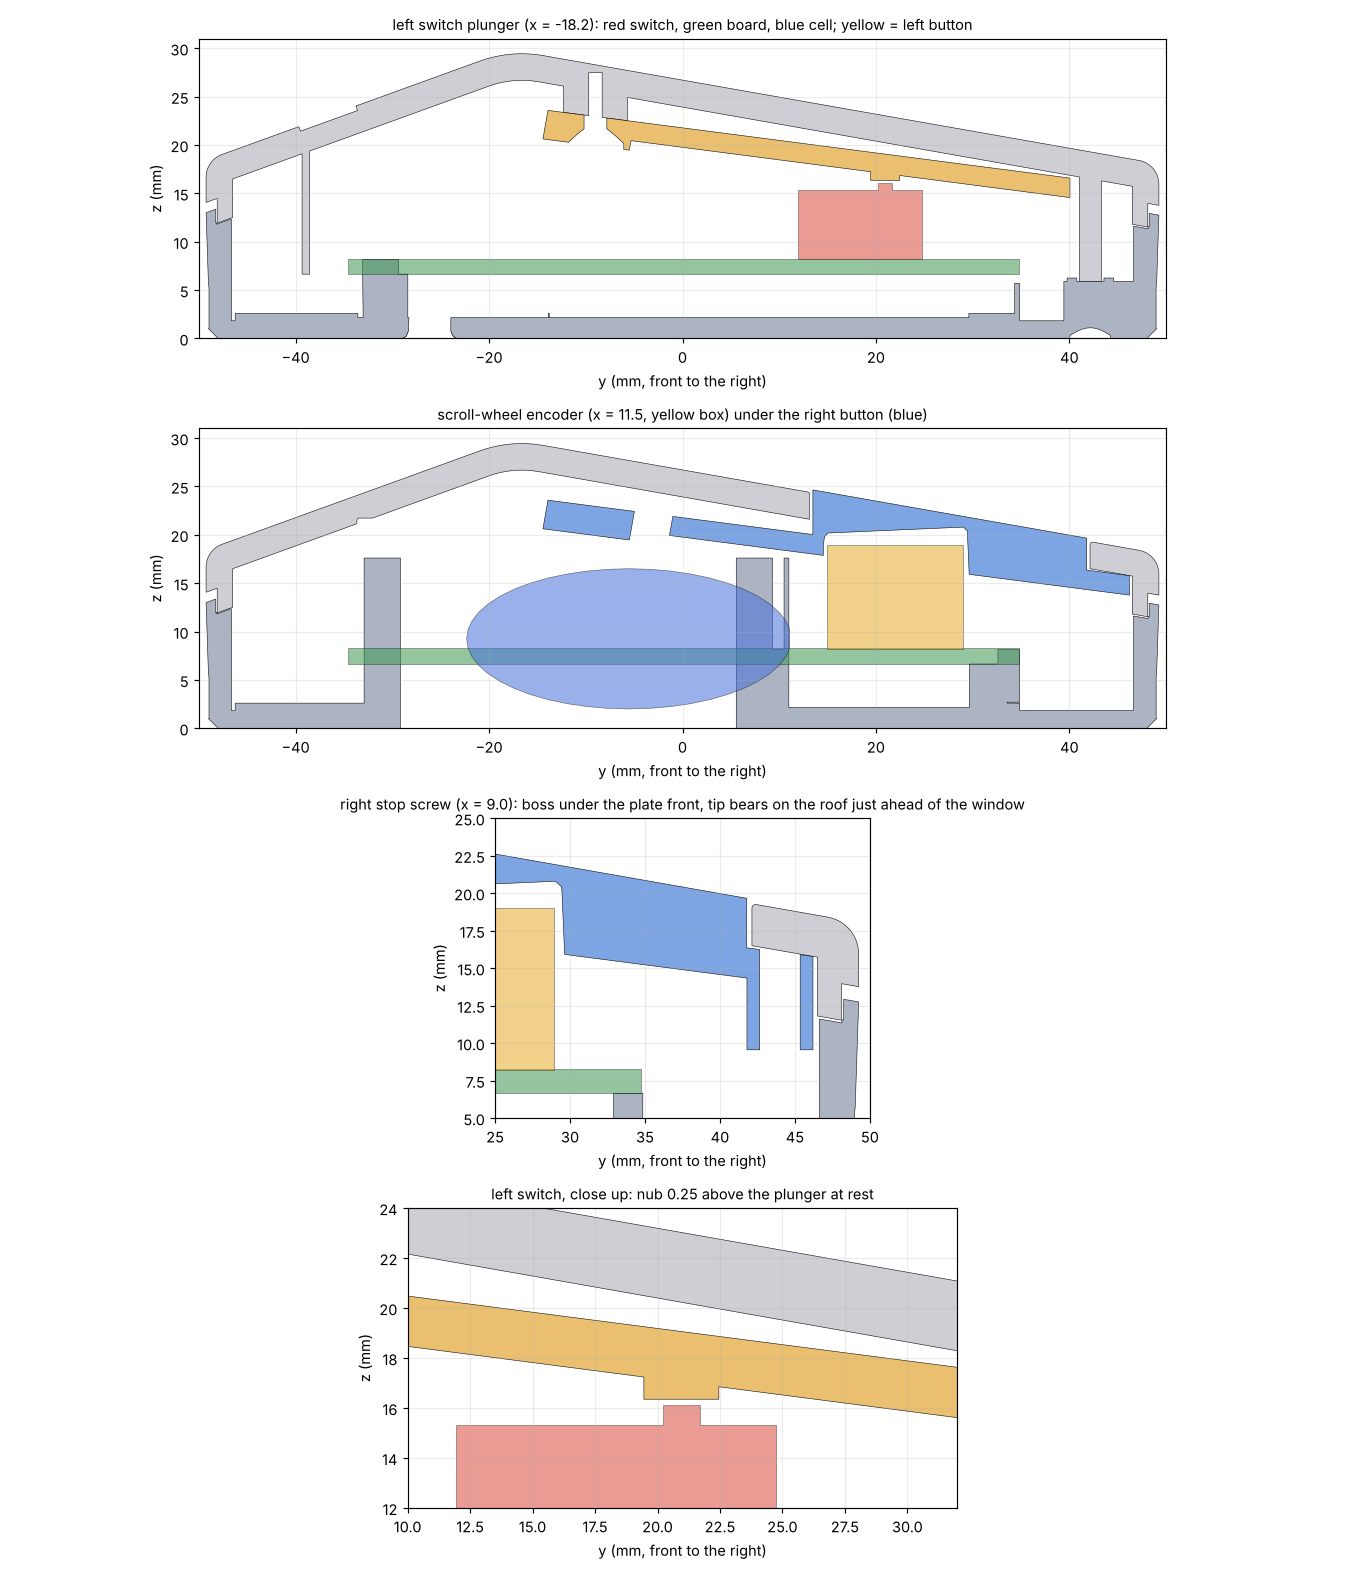 left switch plunger (x = -18.2): red switch, green board, blue cell; yellow = left button
30
25
20
15
10
5
0
z (mm)
−40 −20 0 20 40
y (mm, front to the right)
scroll-wheel encoder (x = 11.5, yellow box) under the right button (blue)
30
25
20
15
10
5
0
z (mm)
−40 −20 0 20 40
y (mm, front to the right)
right stop screw (x = 9.0): boss under the plate front, tip bears on the roof just ahead of the window
25.0
22.5
20.0
17.5
15.0
12.5
10.0
7.5
5.0
z (mm)
25 30 35 40 45 50
y (mm, front to the right)
left switch, close up: nub 0.25 above the plunger at rest
24
22
20
18
16
14
12
z (mm)
10.0 12.5 15.0 17.5 20.0 22.5 25.0 27.5 30.0
y (mm, front to the right)